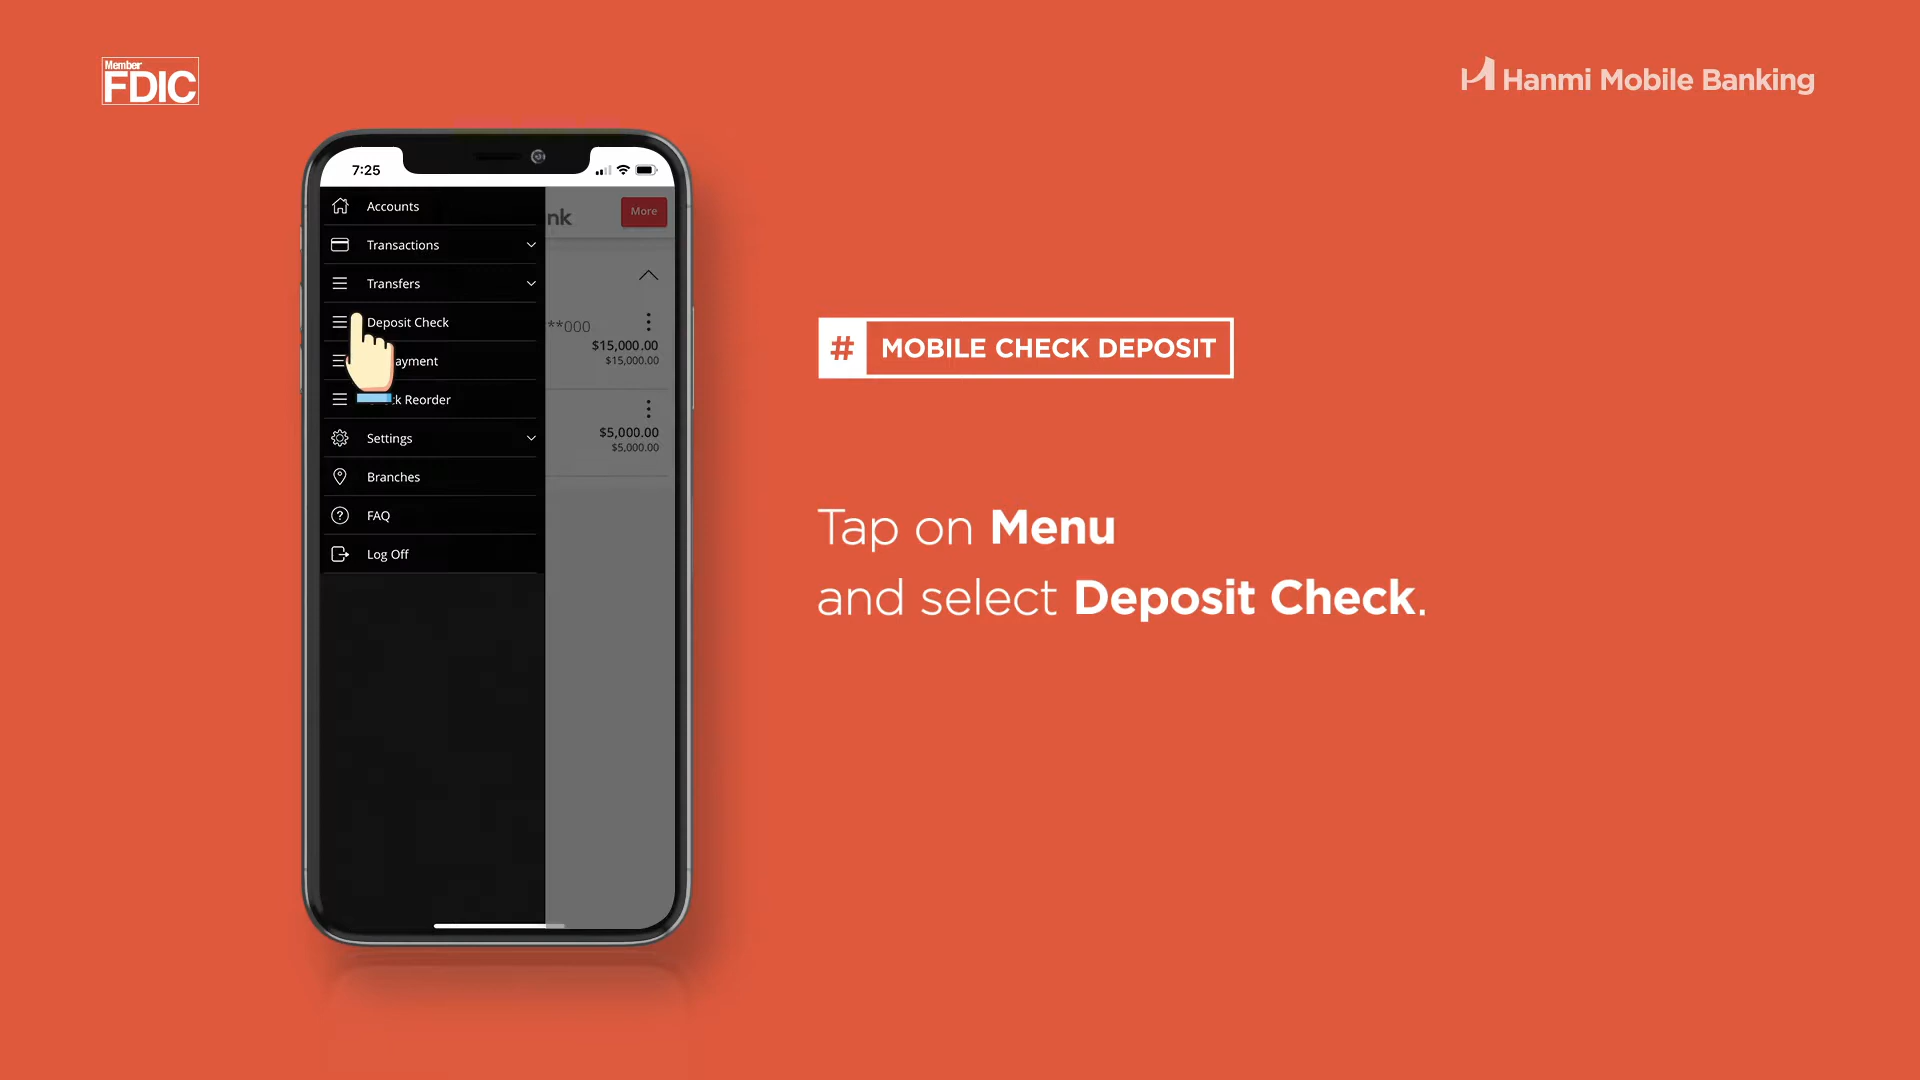 Member
FDIC
Hanmi Mobile Banking
7:25
Accounts
nk
More
Transactions
Transfers
Deposit Check
**000
$15,000.00
$15,000.00
ayment
k Reorder
$5,000.00
$5,000.00
Settings
Branches
FAQ
Log Off
# MOBILE CHECK DEPOSIT
Tap on Menu
and select Deposit Check.